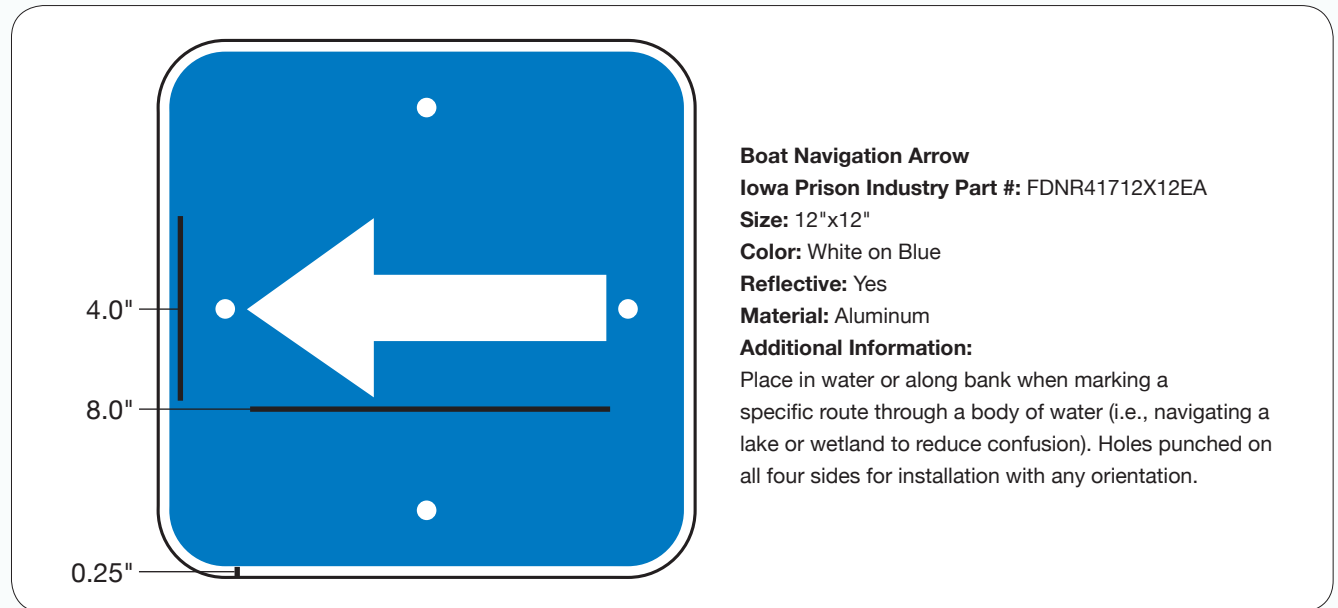 4.0"
8.0"
0.25"
Boat Navigation Arrow
Iowa Prison Industry Part #: FDNR41712X12EA
Size: 12"x12"
Color: White on Blue
Reflective: Yes
Material: Aluminum
Additional Information:
Place in water or along bank when marking a
specific route through a body of water (i.e., navigating a
lake or wetland to reduce confusion). Holes punched on
all four sides for installation with any orientation.